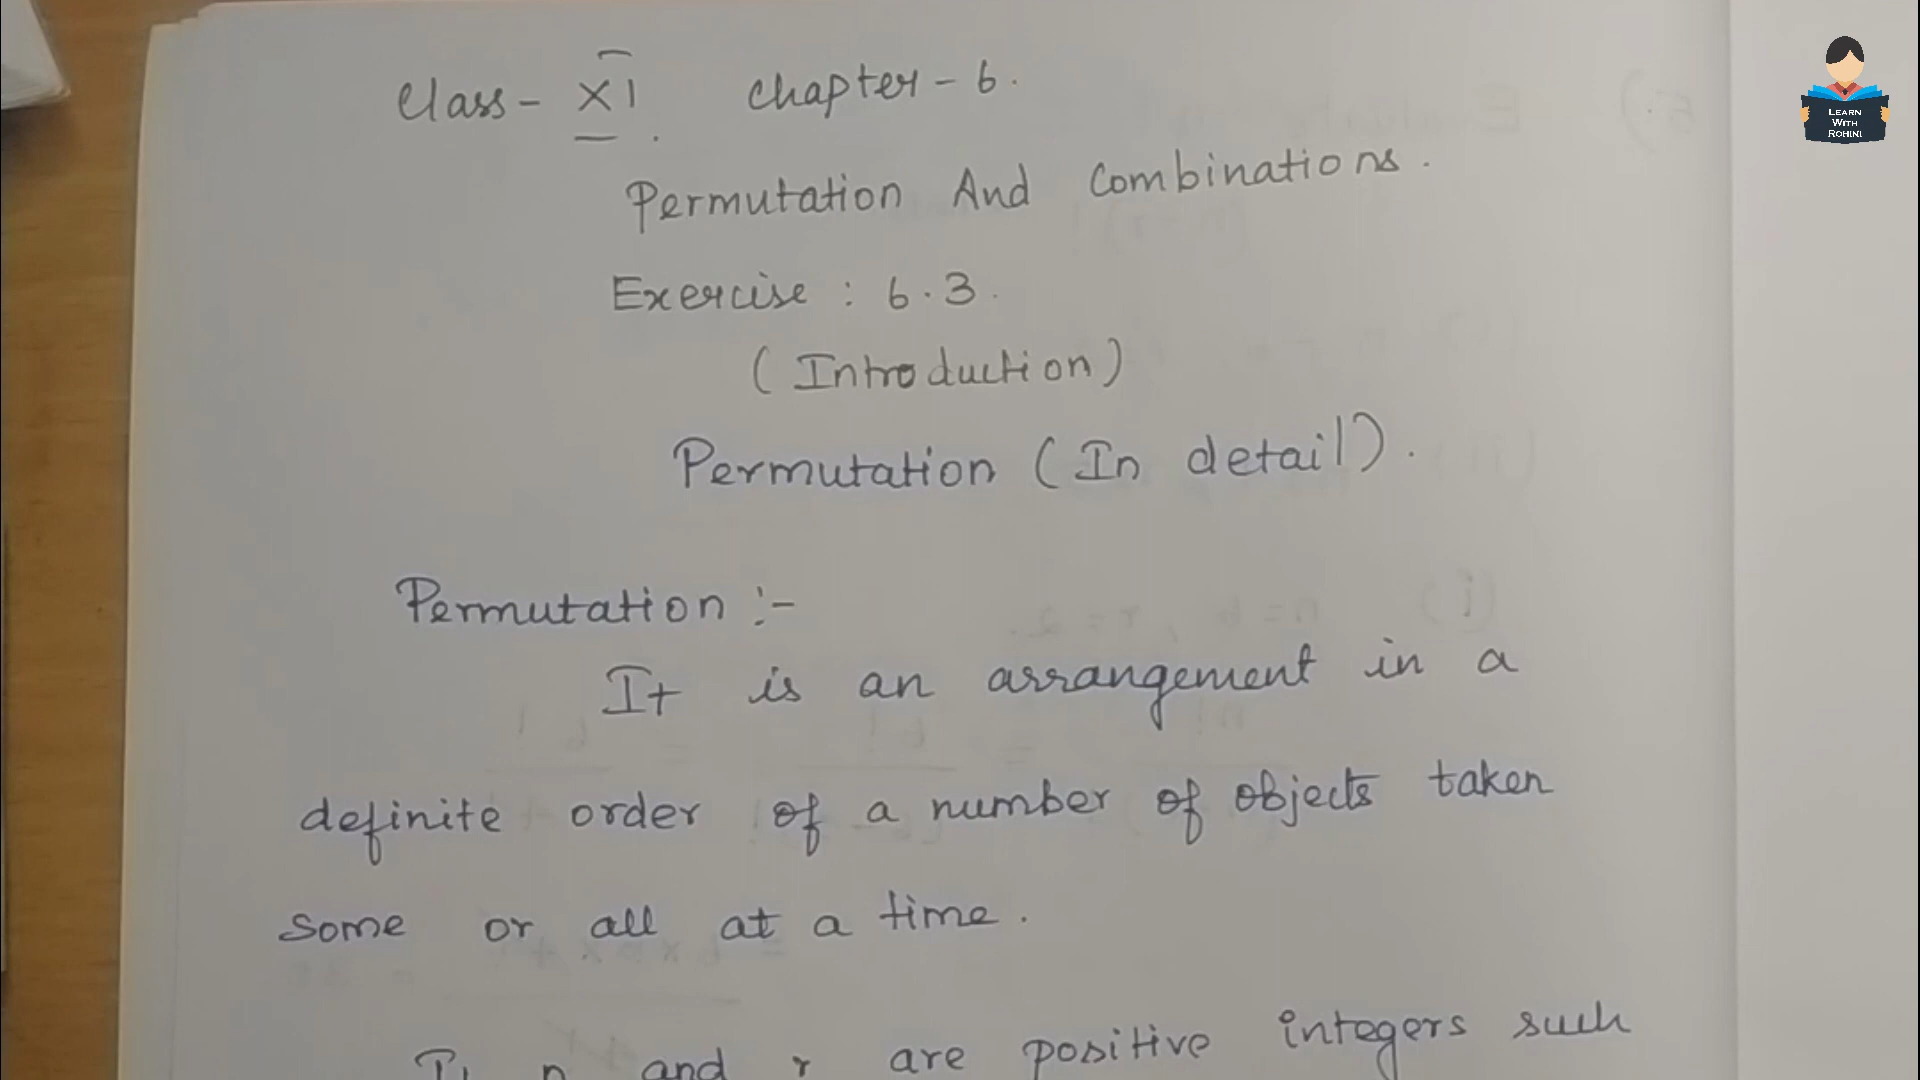 Class - XI. Chapter - 6.
LEARN
WITH
ROHINI
Permutation And Combinations.
Exercise : 6.3.
(Introduction)
Permutation (In detail).
Permutation :-
It is an arrangement in a
definite order of a number of objects taken
some or all at a time.
n and r are positive integers such